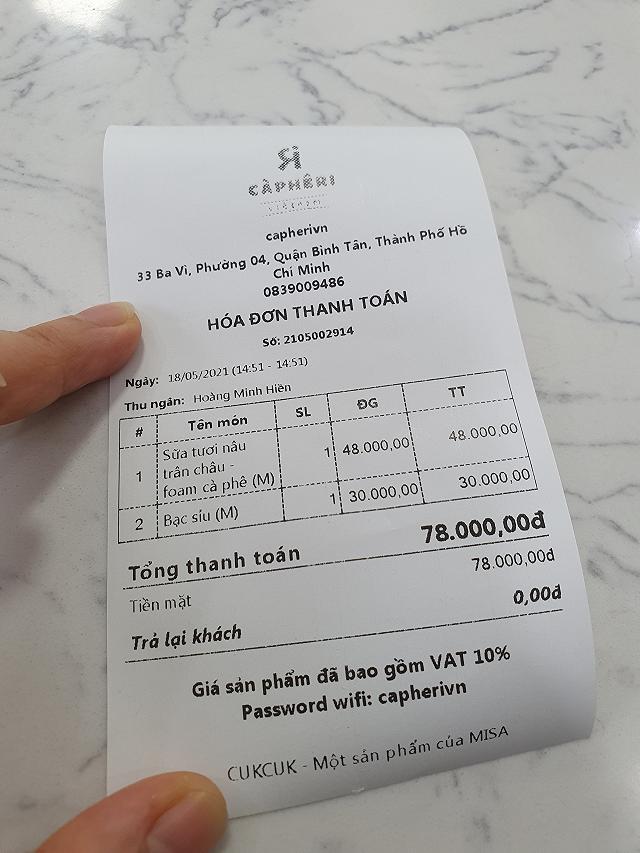 CÀPHÊRI
capherivn
33 Ba Vì, Phường 04, Quận Bình Tân, Thành Phố Hồ
Chí Minh
0839009486
HÓA ĐƠN THANH TOÁN
Số: 2105002914
Ngày: 18/05/2021 (14:51 - 14:51)
Thu ngân: Hoàng Minh Hiền
# Tên món SL ĐG TT
1 Sữa tươi nâu trân châu - foam cà phê (M) 1 48.000,00 48.000,00
2 Bạc síu (M) 1 30.000,00 30.000,00
Tổng thanh toán 78.000,00đ
Tiền mặt 78.000,00đ
Trả lại khách 0,00đ
Giá sản phẩm đã bao gồm VAT 10%
Password wifi: capherivn
CUKCUK - Một sản phẩm của MISA